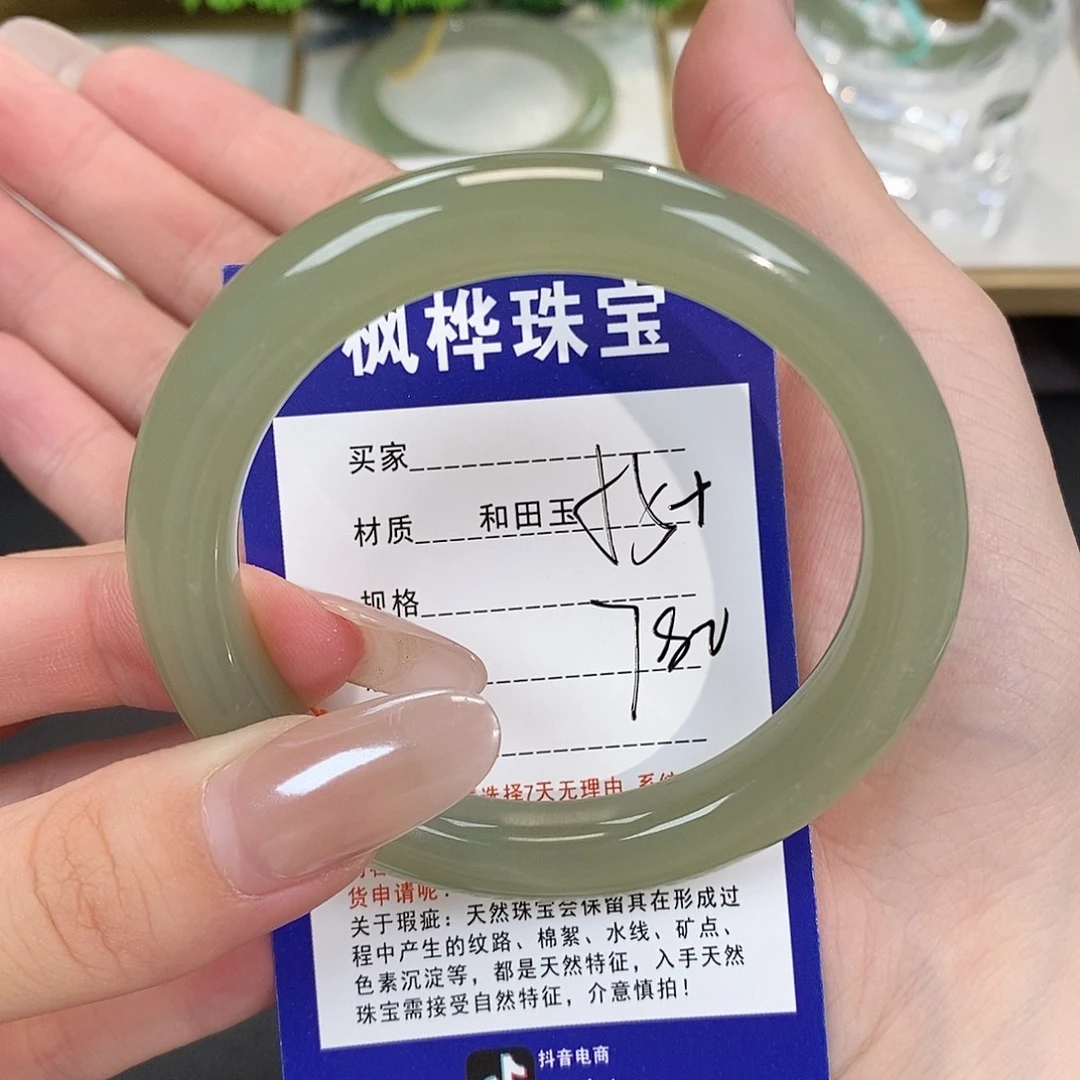 枫桦珠宝
买家
材质 和田玉
规格
780
选择7天无理由
货申请呢
关于瑕疵：天然珠宝会保留其在形成过
程中产生的纹路、棉絮、水线、矿点、
色素沉淀等，都是天然特征，入手天然
珠宝需接受自然特征，介意慎拍！
抖音电商